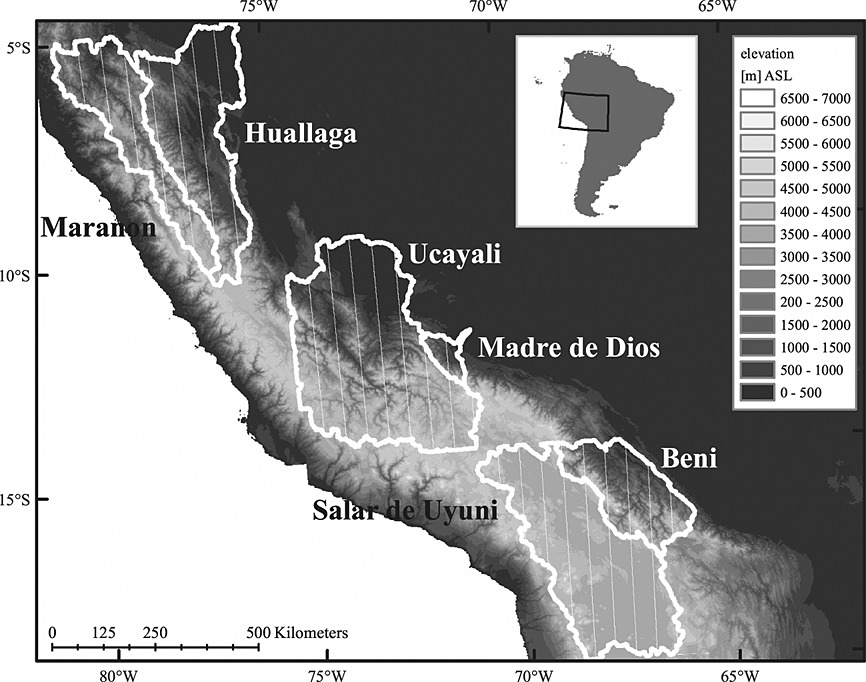 75°W 70°W 65°W
5°S
10°S
15°S
Huallaga
Maranon
Ucayali
Madre de Dios
Beni
Salar de Uyuni
elevation
[m] ASL
6500 - 7000
6000 - 6500
5500 - 6000
5000 - 5500
4500 - 5000
4000 - 4500
3500 - 4000
3000 - 3500
2500 - 3000
200 - 2500
1500 - 2000
1000 - 1500
500 - 1000
0 - 500
0 125 250 500 Kilometers
80°W 75°W 70°W 65°W